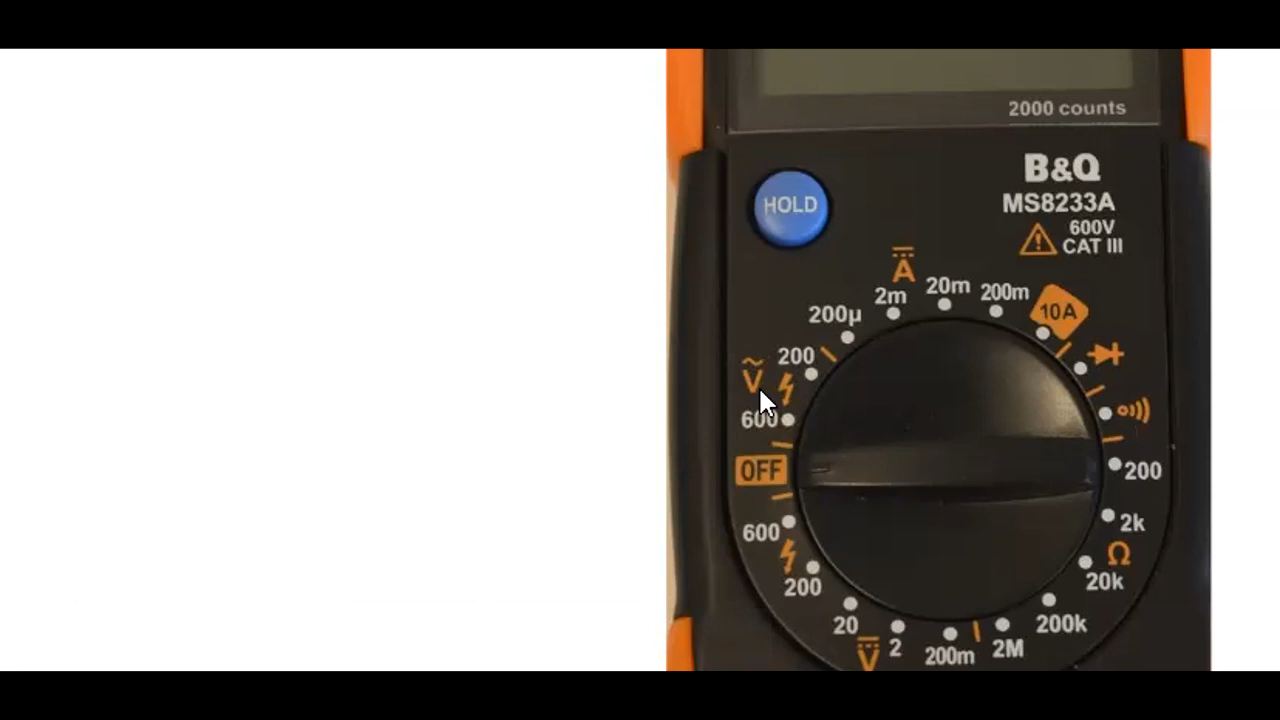 2000 counts
B&Q
MS8233A
600V
CAT III
HOLD
A
2m
20m
200m
10A
200µ
200
V
600
OFF
200
2k
Ω
20k
200k
2M
600
200
20
V
2
200m